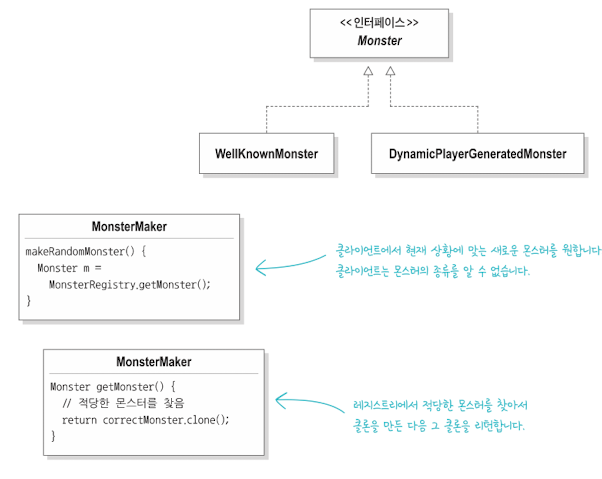 <<인터페이스>>
Monster
WellKnownMonster
DynamicPlayerGeneratedMonster
MonsterMaker
makeRandomMonster() {
Monster m =
MonsterRegistry.getMonster();
}
클라이언트에서 현재 상황에 맞는 새로운 몬스터를 원합니다
클라이언트는 몬스터의 종류를 알 수 없습니다.
MonsterMaker
Monster getMonster() {
// 적당한 몬스터를 찾음
return correctMonster.clone();
}
레지스트리에서 적당한 몬스터를 찾아서
클론을 만든 다음 그 클론을 리턴합니다.